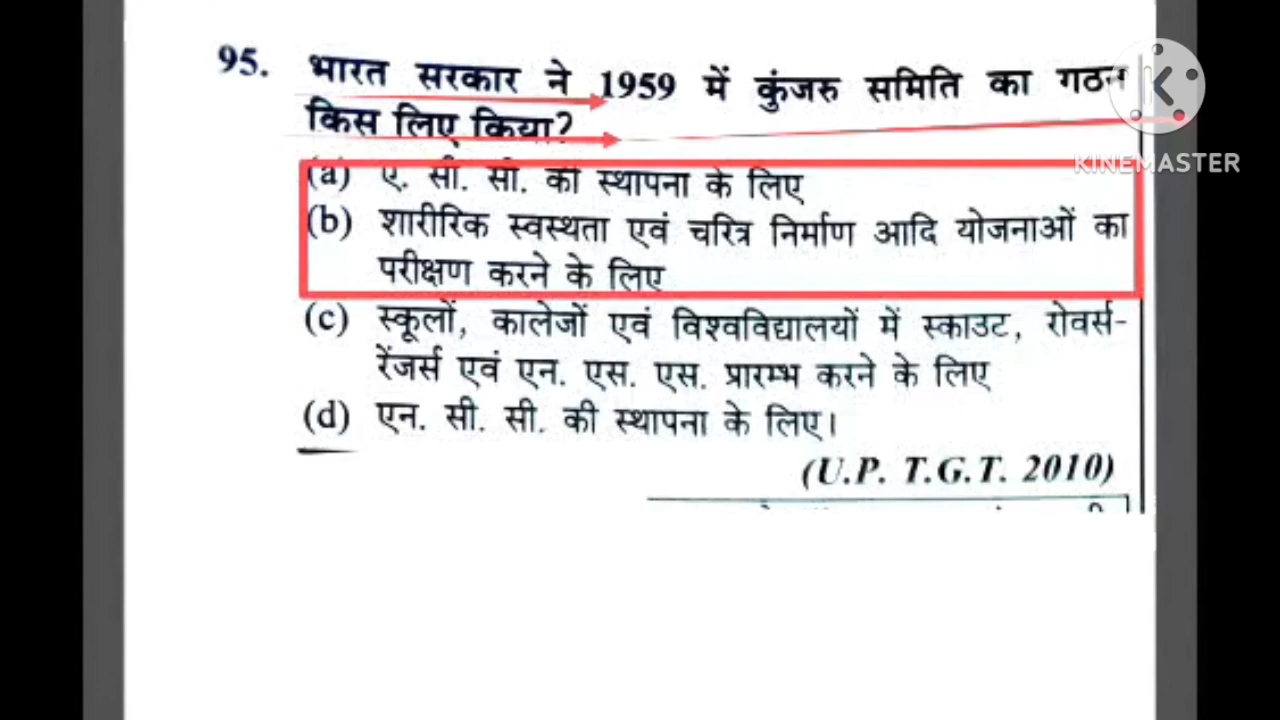 95. भारत सरकार ने 1959 में कुंजरु समिति का गठन
किस लिए किया?
(a) ए. सी. सी. की स्थापना के लिए
(b) शारीरिक स्वस्थता एवं चरित्र निर्माण आदि योजनाओं का
परीक्षण करने के लिए
(c) स्कूलों, कालेजों एवं विश्वविद्यालयों में स्काउट, रोवर्स-
रेंजर्स एवं एन. एस. एस. प्रारम्भ करने के लिए
(d) एन. सी. सी. की स्थापना के लिए।
(U.P. T.G.T. 2010)
K
KINEMASTER